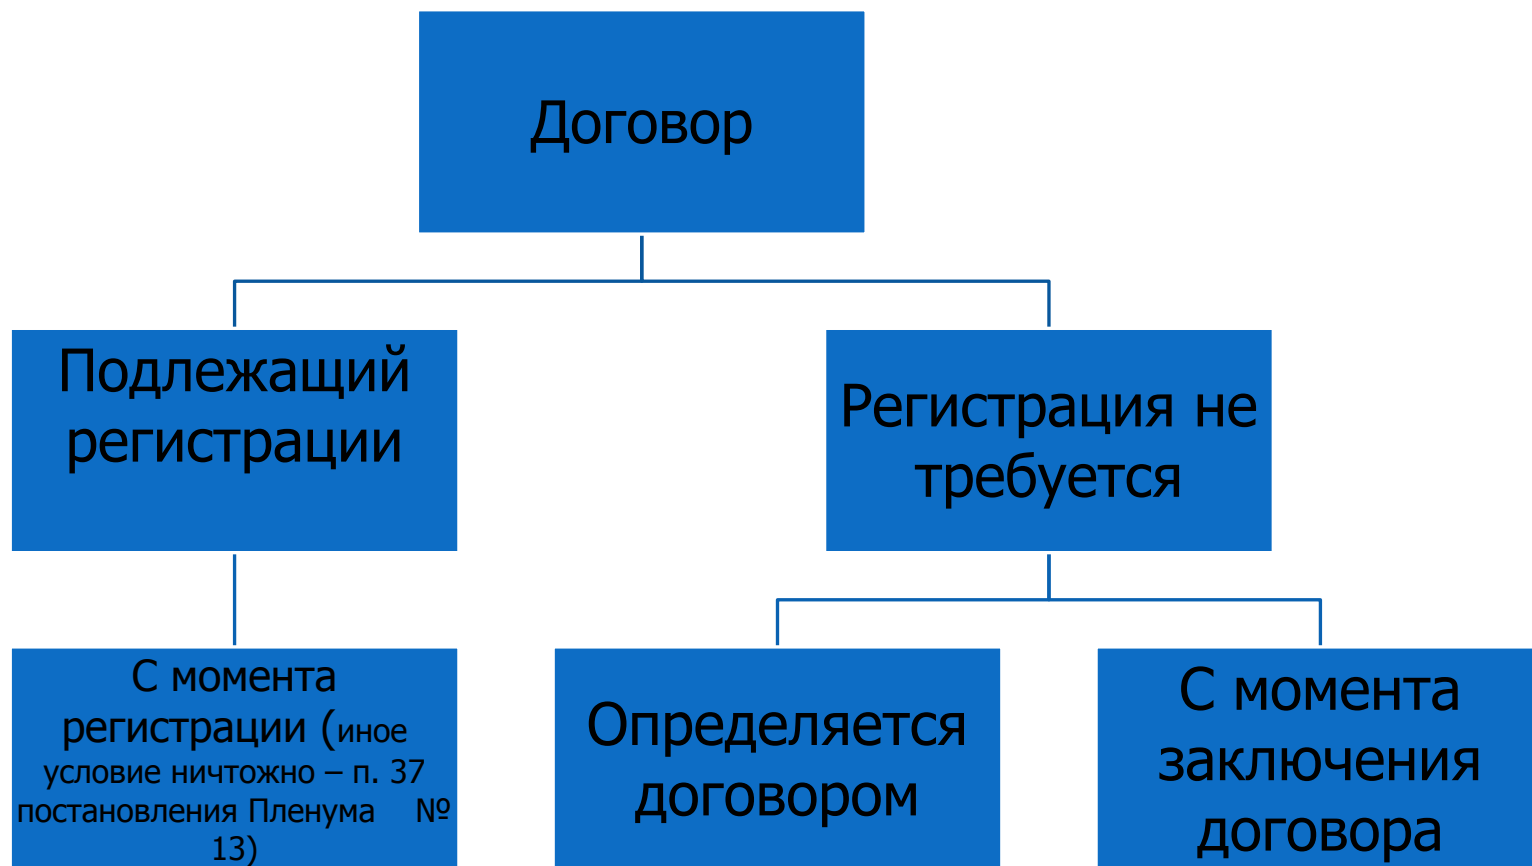 Договор
Подлежащий
регистрации
Регистрация не
требуется
С момента
регистрации (иное
условие ничтожно – п. 37
постановления Пленума №
13)
Определяется
договором
С момента
заключения
договора